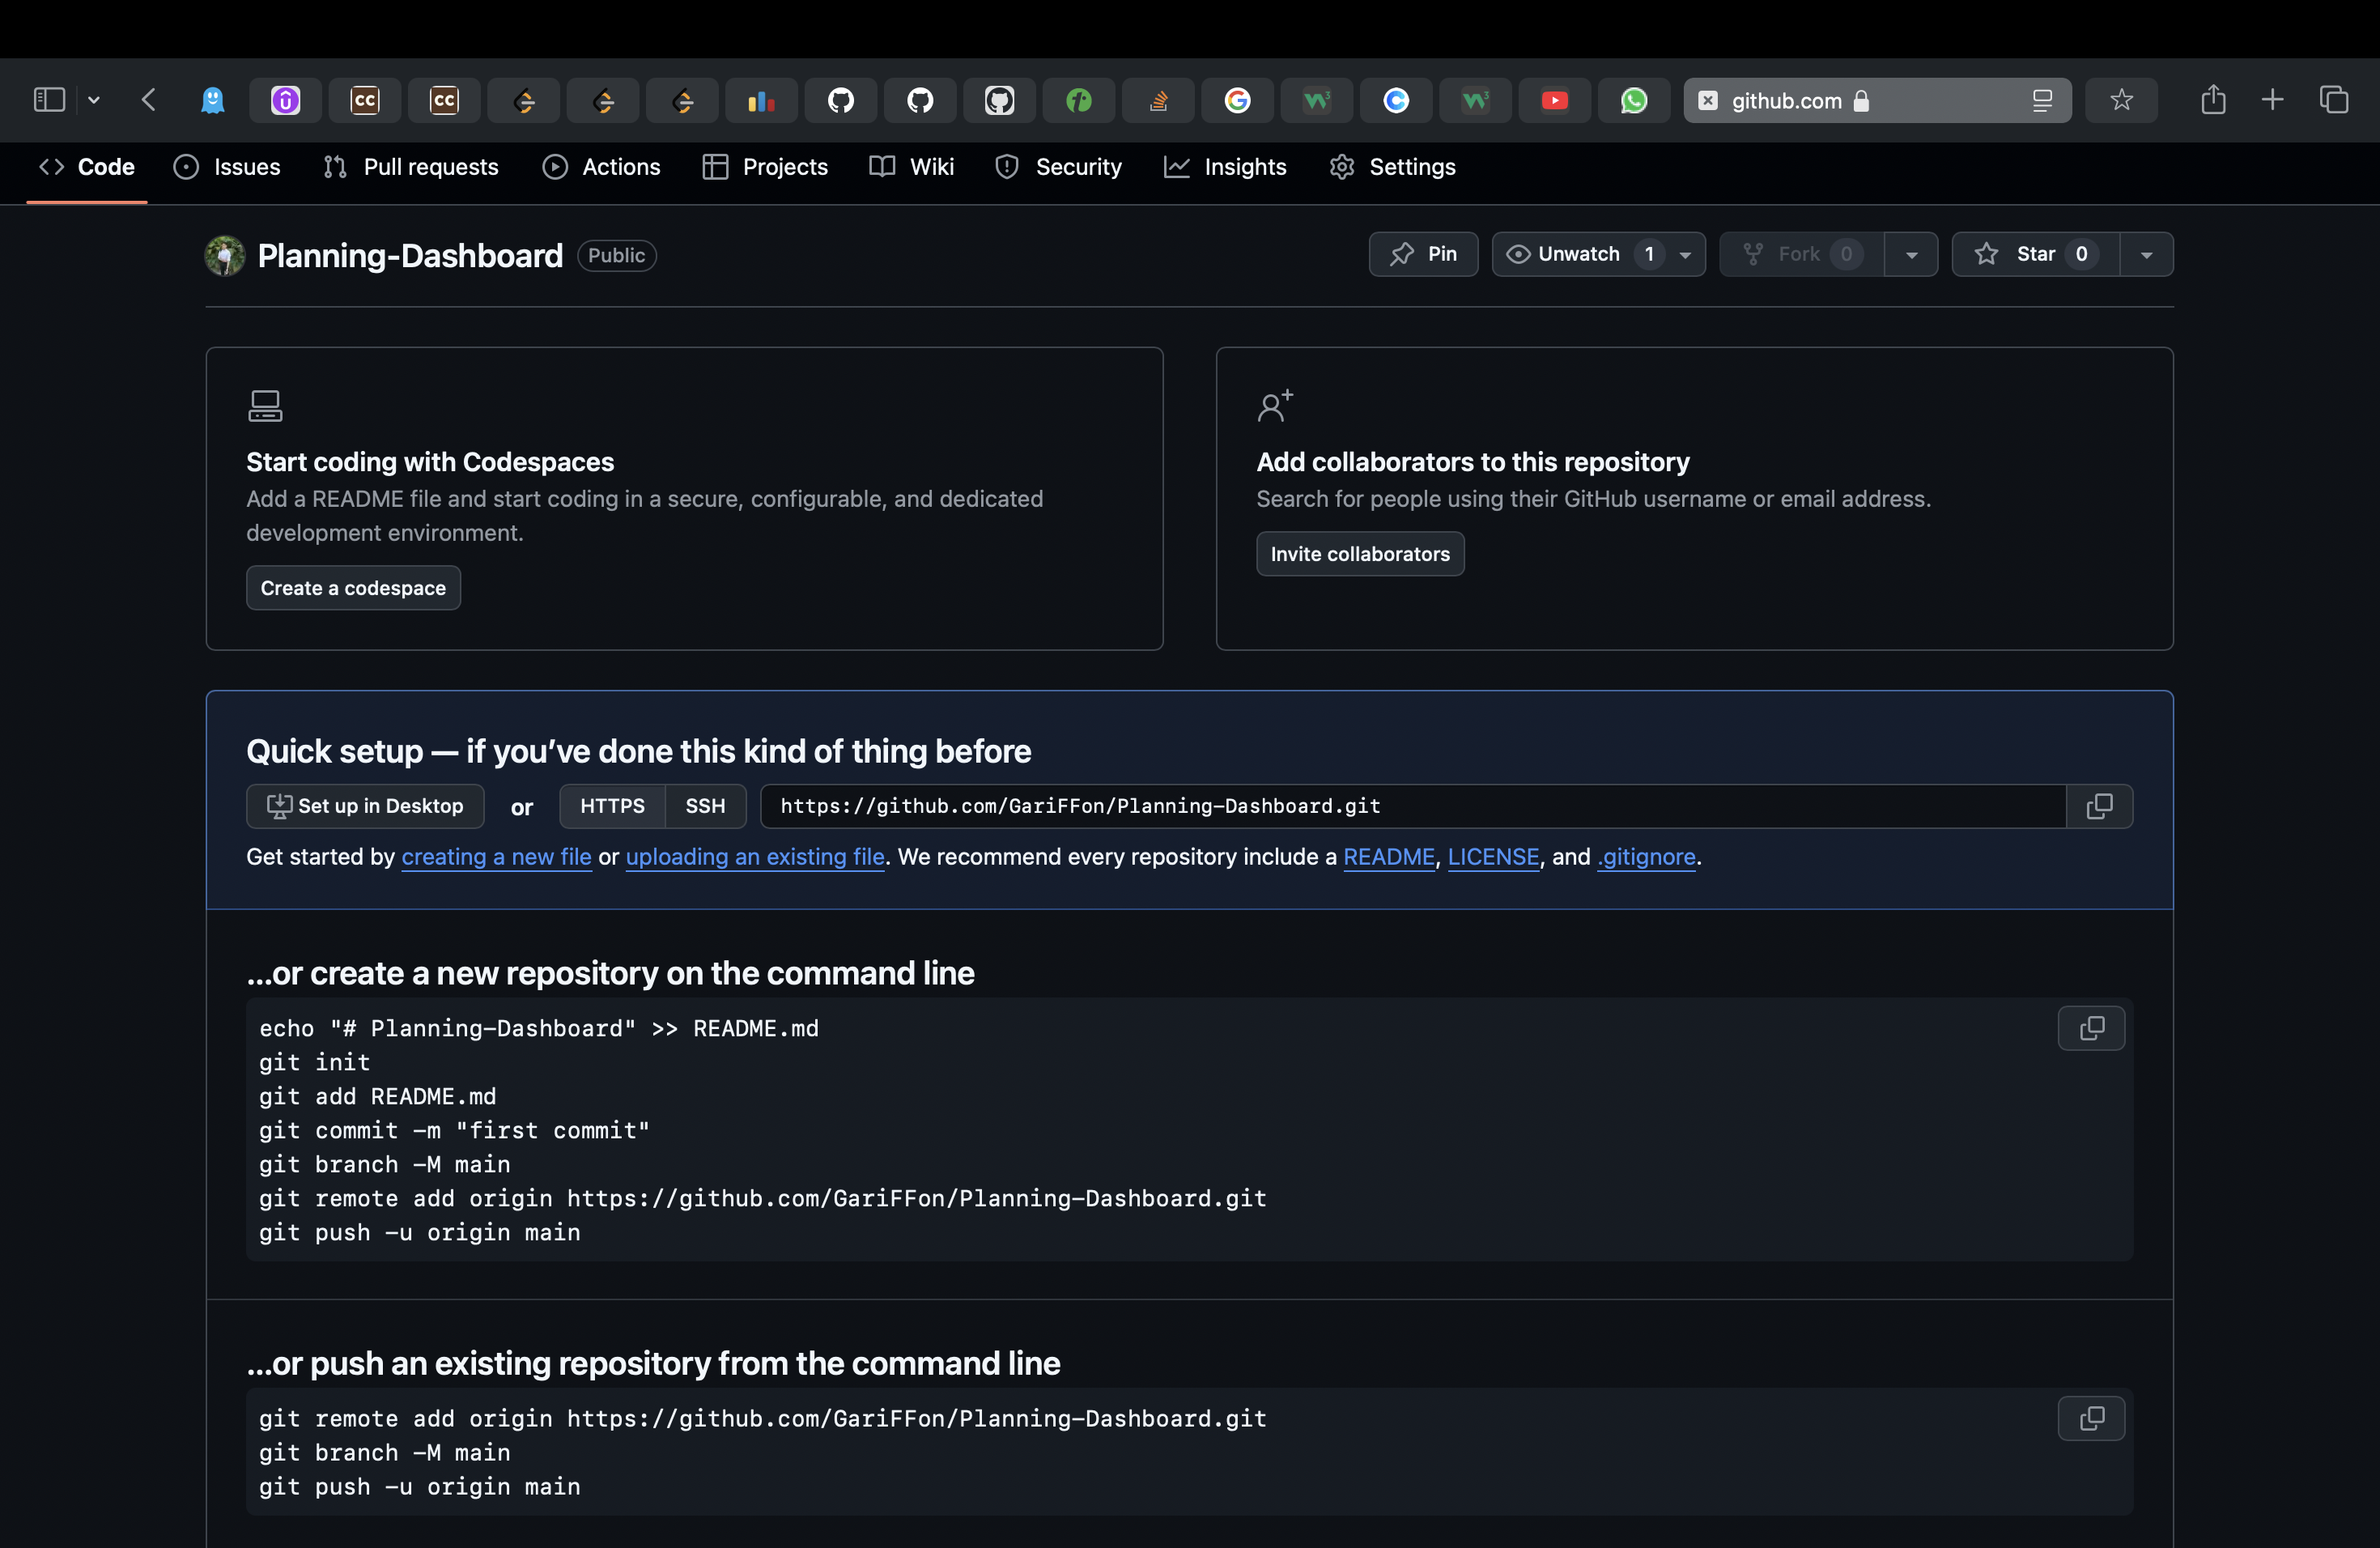 CC
CC
github.com
Code
Issues
Pull requests
Actions
Projects
Wiki
Security
Insights
Settings
Planning-Dashboard
Public
Pin
Unwatch 1
Fork 0
Star 0
Start coding with Codespaces
Add a README file and start coding in a secure, configurable, and dedicated
development environment.
Create a codespace
Add collaborators to this repository
Search for people using their GitHub username or email address.
Invite collaborators
Quick setup — if you’ve done this kind of thing before
Set up in Desktop
or
HTTPS
SSH
https://github.com/GariFFon/Planning-Dashboard.git
Get started by creating a new file or uploading an existing file. We recommend every repository include a README, LICENSE, and .gitignore.
…or create a new repository on the command line
echo "# Planning-Dashboard" >> README.md
git init
git add README.md
git commit -m "first commit"
git branch -M main
git remote add origin https://github.com/GariFFon/Planning-Dashboard.git
git push -u origin main
…or push an existing repository from the command line
git remote add origin https://github.com/GariFFon/Planning-Dashboard.git
git branch -M main
git push -u origin main